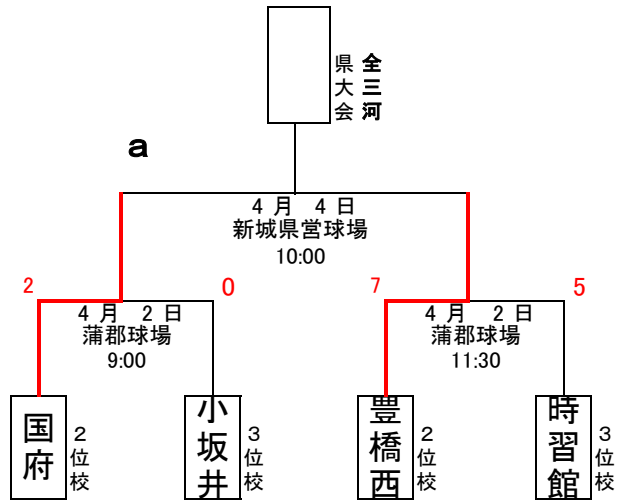 全三河
県大会
a
4月 4日
新城県営球場
10:00
2
0
7
5
4月 2日
蒲郡球場
9:00
4月 2日
蒲郡球場
11:30
国府
2位校
小坂井
3位校
豊橋西
2位校
時習館
3位校